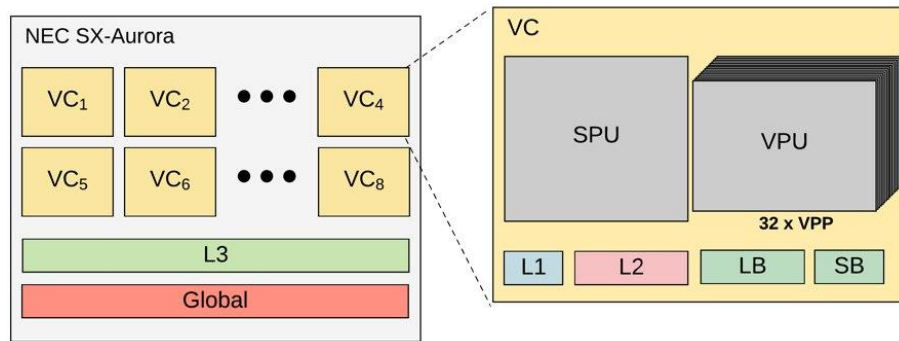 NEC SX-Aurora
VC₁
VC₂
VC₄
VC₅
VC₆
VC₈
L3
Global
VC
SPU
VPU
32 x VPP
L1
L2
LB
SB